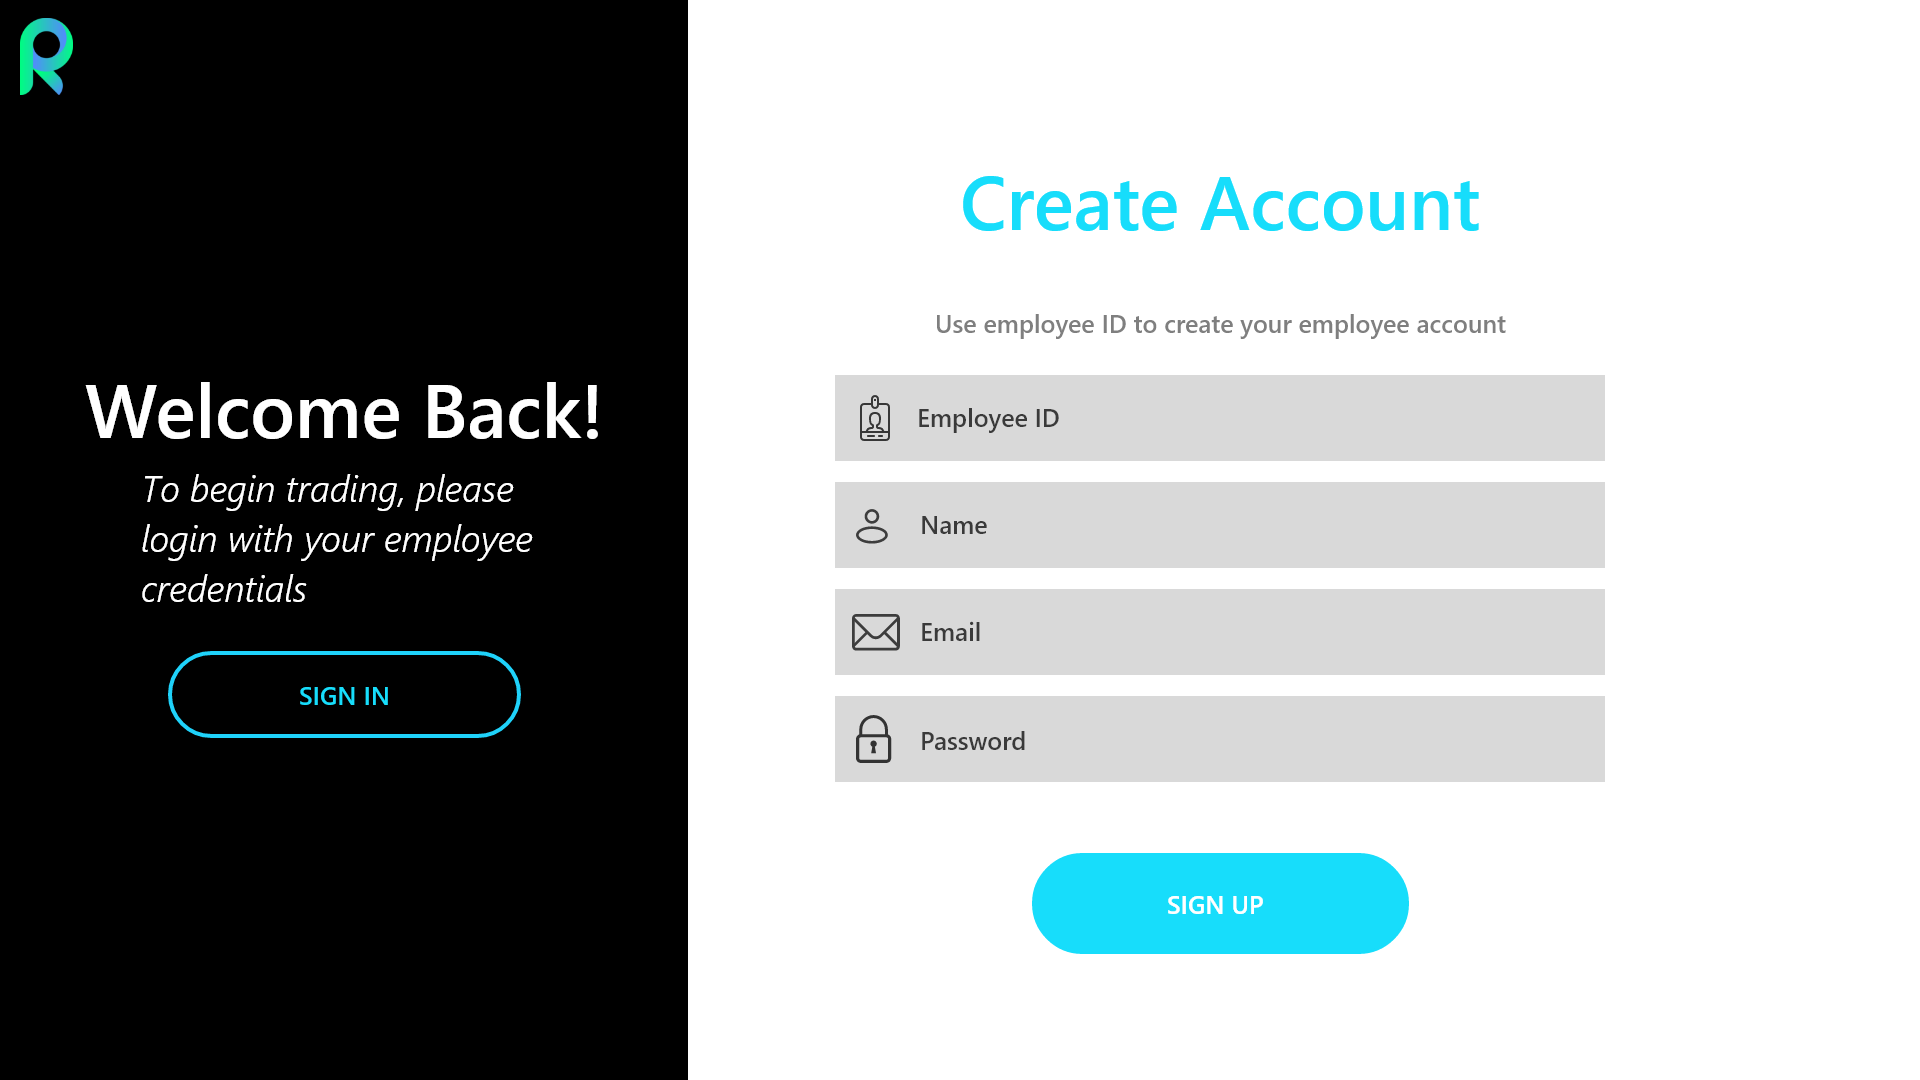 Welcome Back!
To begin trading, please
login with your employee
credentials
SIGN IN
Create Account
Use employee ID to create your employee account
Employee ID
Name
Email
Password
SIGN UP